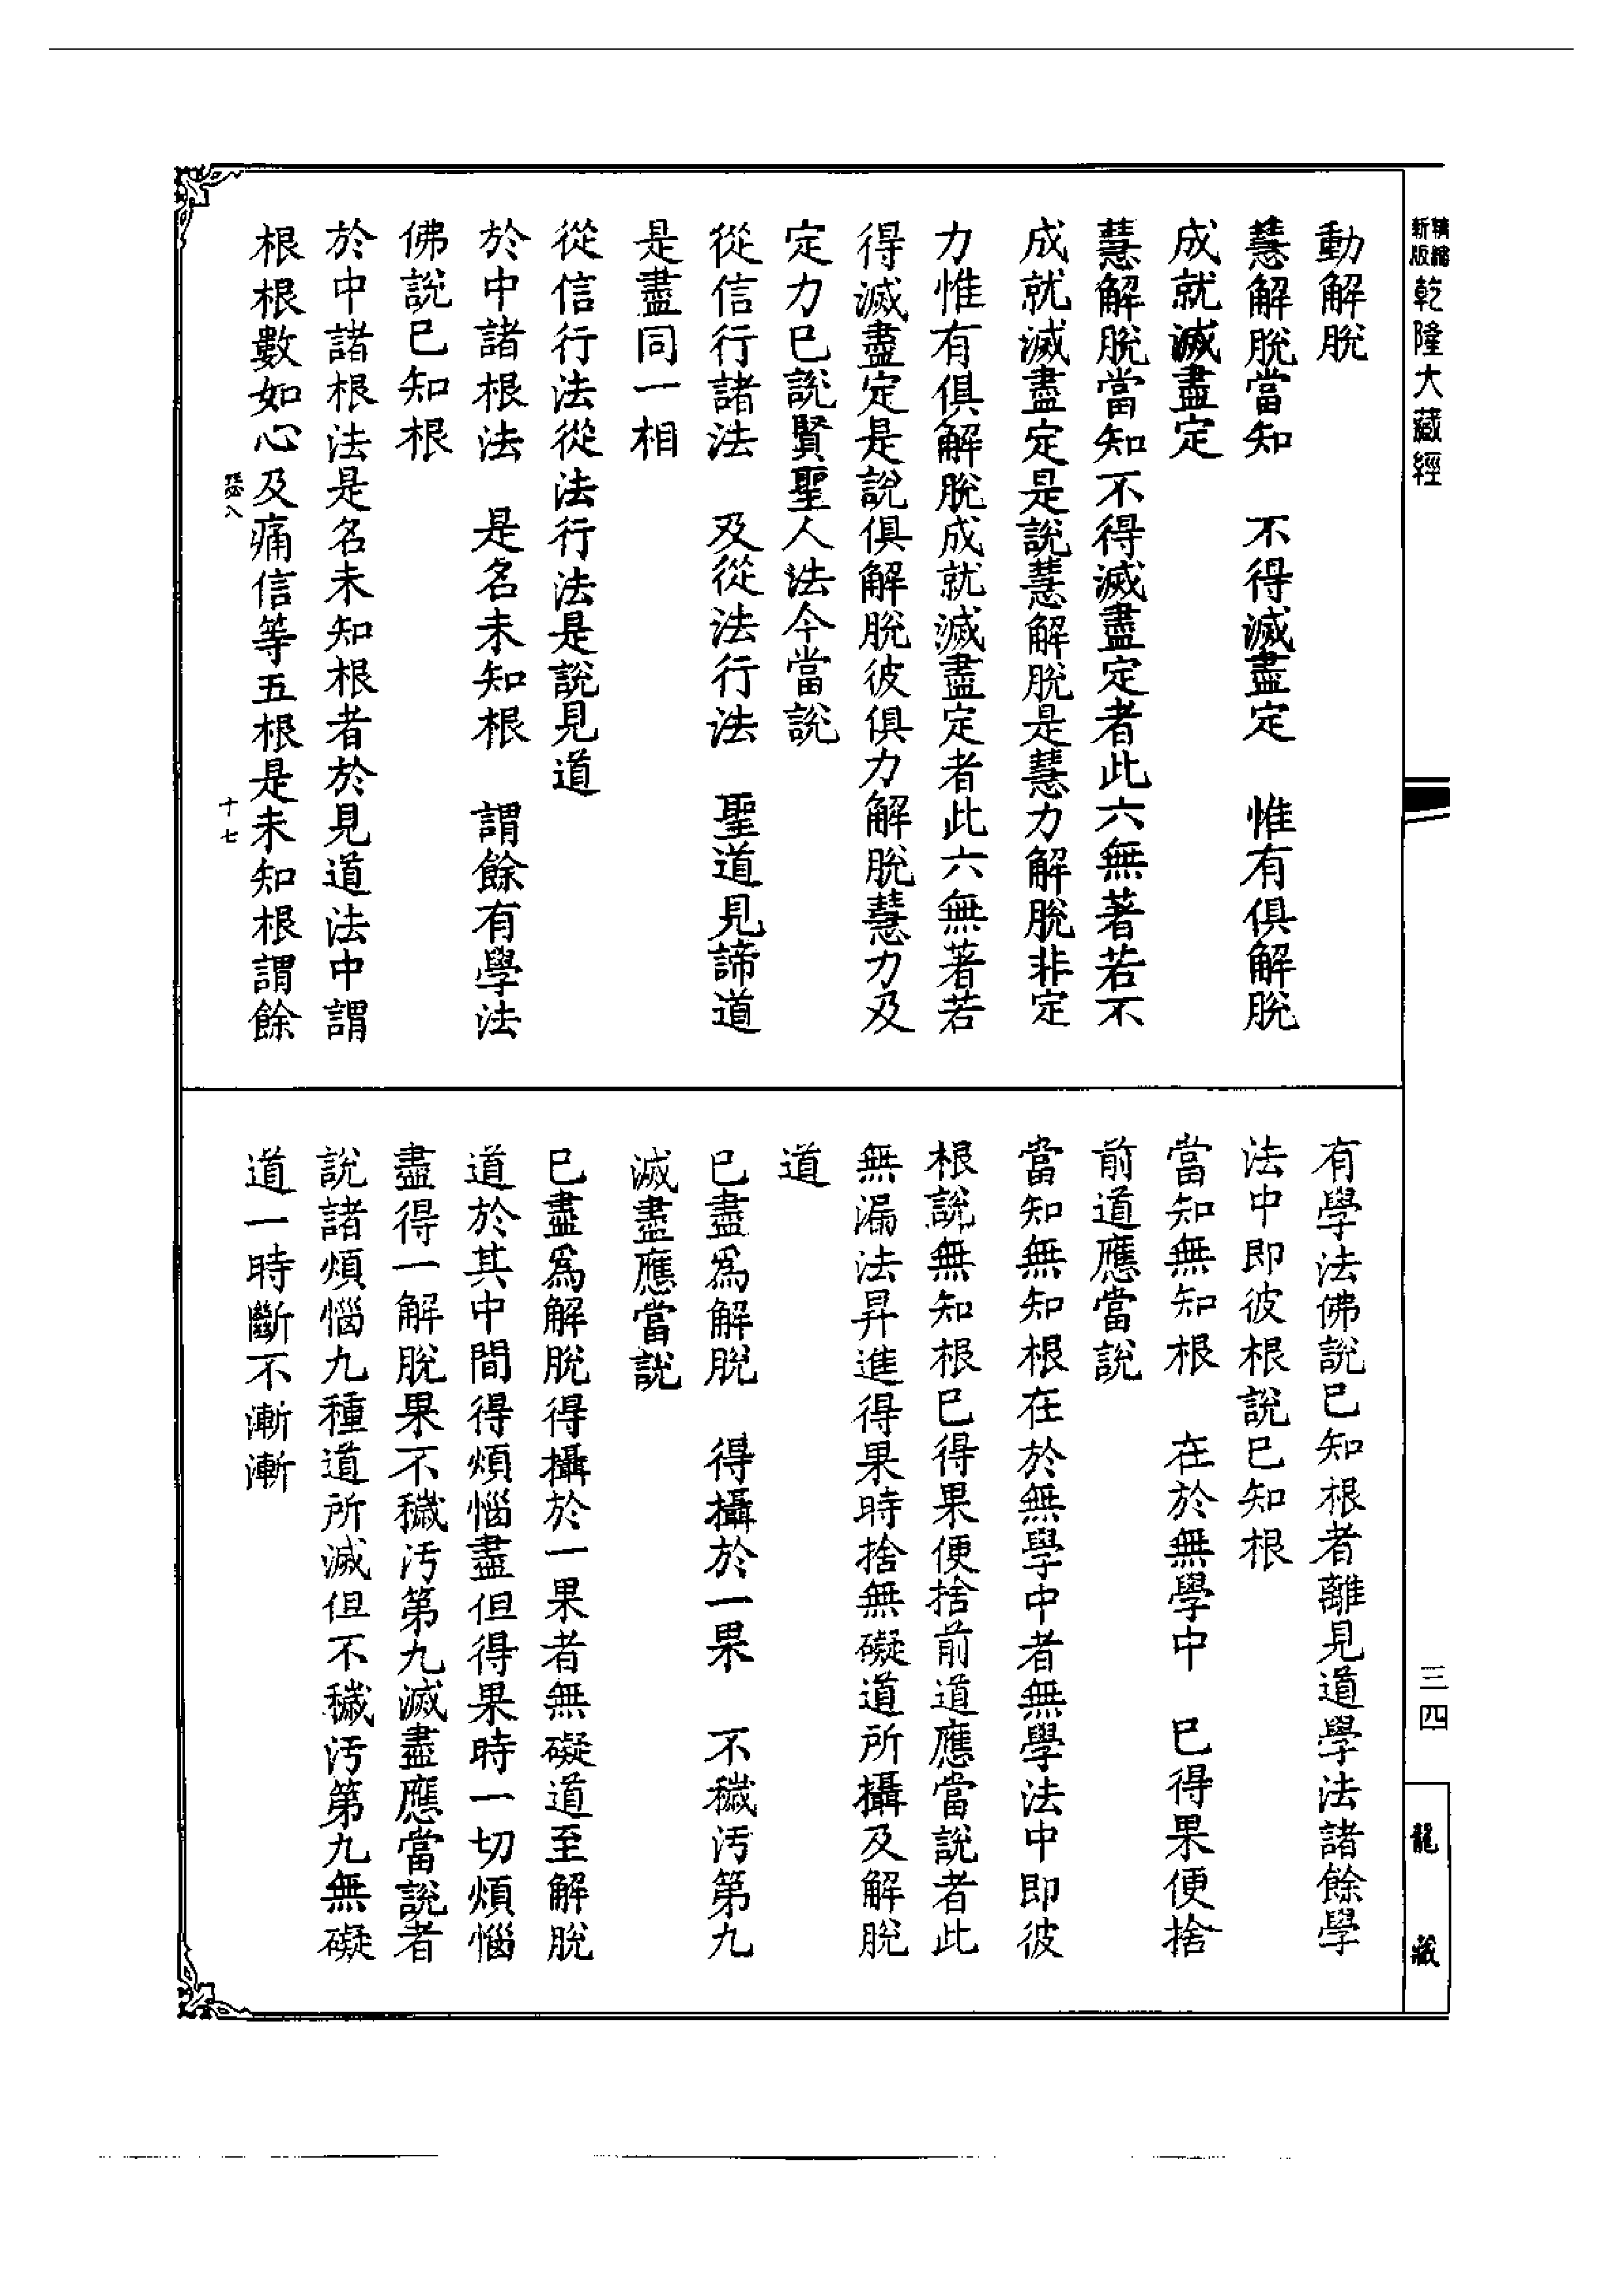 精縮新版 乾隆大藏經
三四
龍藏
動解脫
慧解脫當知　不得滅盡定　惟有俱解脫
成就滅盡定
慧解脫當知不得滅盡定者此六無著若不
成就滅盡定是說慧解脫是慧力解脫非定
力惟有俱解脫成就滅盡定者此六無著若
得滅盡定是說俱解脫彼俱力解脫慧力及
定力已說賢聖人法今當說
從信行諸法　及從法行法　聖道見諦道
是盡同一相
從信行法從法行法是說見道
於中諸根法　是名未知根　謂餘有學法
佛說已知根
於中諸根法是名未知根者於見道法中謂
根根數如心及痛信等五根是未知根謂餘
十七
有學法佛說已知根者離見道學法諸餘學
法中即彼根說已知根
當知無知根　在於無學中　已得果便捨
前道應當說
當知無知根在於無學中者無學法中即彼
根說無知根已得果便捨前道應當說者此
無漏法昇進得果時捨無礙道所攝及解脫
道
已盡爲解脫　得攝於一果　不穢污第九
滅盡應當說
已盡爲解脫得攝於一果者無礙道至解脫
道於其中間得煩惱盡但得果時一切煩惱
盡得一解脫果不穢污第九滅盡應當說者
說諸煩惱九種道所滅但不穢污第九無礙
道一時斷不漸漸